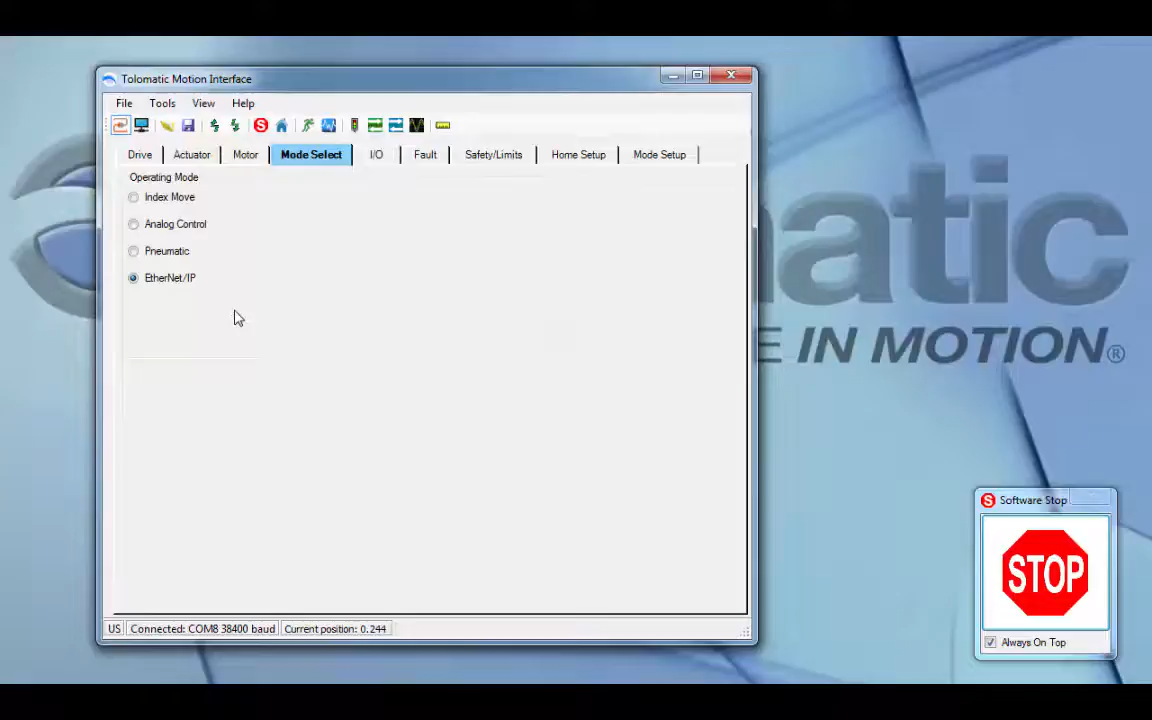 Tolomatic Motion Interface
File Tools View Help
S
Drive Actuator Motor Mode Select I/O Fault Safety/Limits Home Setup Mode Setup
Operating Mode
Index Move
Analog Control
Pneumatic
EtherNet/IP
US Connected: COM8 38400 baud Current position: 0.244
matic
E IN MOTION®
S Software Stop
STOP
Always On Top